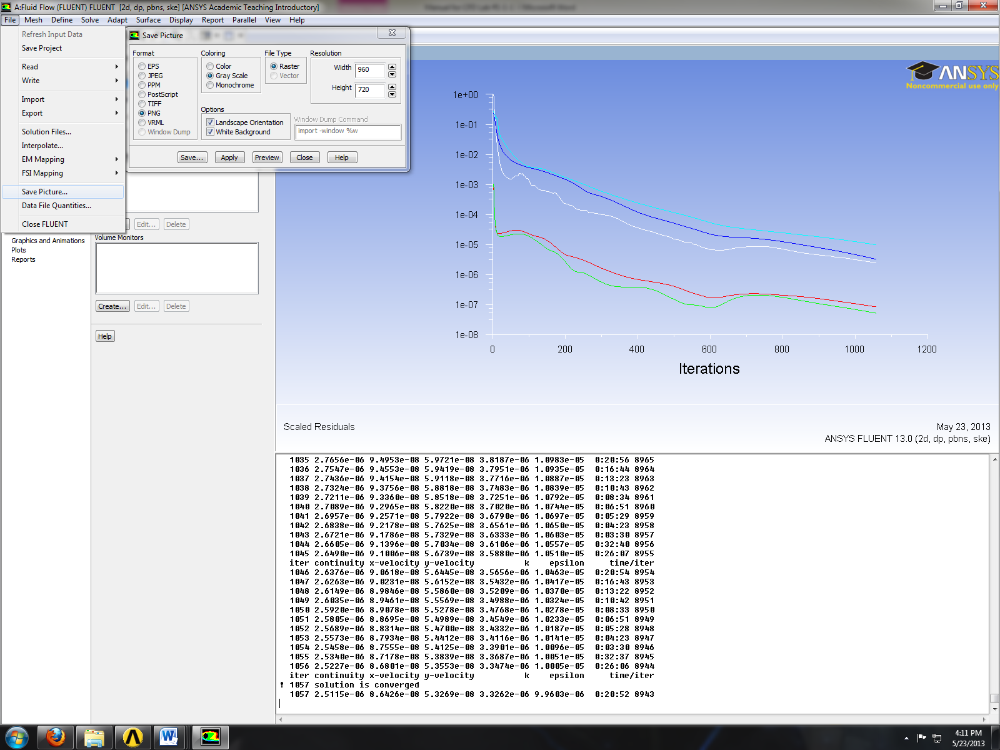 A:Fluid Flow (FLUENT) FLUENT [2d, dp, pbns, ske] [ANSYS Academic Teaching Introductory]
File Mesh Define Solve Adapt Surface Display Report Parallel View Help
Refresh Input Data
Save Project
Read
Write
Import
Export
Solution Files...
Interpolate...
EM Mapping
FSI Mapping
Save Picture...
Data File Quantities...
Close FLUENT
Graphics and Animations
Plots
Reports
Save Picture
Format
EPS
JPEG
PPM
PostScript
TIFF
PNG
VRML
Window Dump
Coloring
Color
Gray Scale
Monochrome
File Type
Raster
Vector
Resolution
Width 960
Height 720
Options
Landscape Orientation
White Background
Window Dump Command
import -window %w
Save... Apply Preview Close Help
Edit... Delete
Volume Monitors
Create... Edit... Delete
Help
ANSYS
Noncommercial use only
1e+00
1e-01
1e-02
1e-03
1e-04
1e-05
1e-06
1e-07
1e-08
0 200 400 600 800 1000 1200
Iterations
Scaled Residuals
May 23, 2013
ANSYS FLUENT 13.0 (2d, dp, pbns, ske)
1035 2.7656e-06 9.4953e-08 5.9721e-08 3.8187e-06 1.0983e-05 0:20:56 8965
1036 2.7547e-06 9.4553e-08 5.9419e-08 3.7951e-06 1.0935e-05 0:16:44 8964
1037 2.7436e-06 9.4154e-08 5.9118e-08 3.7716e-06 1.0887e-05 0:13:23 8963
1038 2.7324e-06 9.3756e-08 5.8818e-08 3.7483e-06 1.0839e-05 0:10:43 8962
1039 2.7211e-06 9.3360e-08 5.8518e-08 3.7251e-06 1.0792e-05 0:08:34 8961
1040 2.7089e-06 9.2965e-08 5.8220e-08 3.7020e-06 1.0744e-05 0:06:51 8960
1041 2.6957e-06 9.2571e-08 5.7922e-08 3.6790e-06 1.0697e-05 0:05:29 8959
1042 2.6838e-06 9.2178e-08 5.7625e-08 3.6561e-06 1.0650e-05 0:04:23 8958
1043 2.6721e-06 9.1786e-08 5.7329e-08 3.6333e-06 1.0603e-05 0:03:30 8957
1044 2.6605e-06 9.1396e-08 5.7034e-08 3.6106e-06 1.0557e-05 0:32:40 8956
1045 2.6490e-06 9.1006e-08 5.6739e-08 3.5880e-06 1.0510e-05 0:26:07 8955
iter continuity x-velocity y-velocity k epsilon time/iter
1046 2.6376e-06 9.0618e-08 5.6445e-08 3.5656e-06 1.0463e-05 0:20:54 8954
1047 2.6263e-06 9.0231e-08 5.6152e-08 3.5432e-06 1.0417e-05 0:16:43 8953
1048 2.6149e-06 8.9846e-08 5.5860e-08 3.5209e-06 1.0370e-05 0:13:22 8952
1049 2.6035e-06 8.9461e-08 5.5569e-08 3.4988e-06 1.0324e-05 0:10:42 8951
1050 2.5920e-06 8.9078e-08 5.5278e-08 3.4768e-06 1.0278e-05 0:08:33 8950
1051 2.5805e-06 8.8695e-08 5.4989e-08 3.4549e-06 1.0233e-05 0:06:51 8949
1052 2.5689e-06 8.8314e-08 5.4700e-08 3.4332e-06 1.0187e-05 0:05:28 8948
1053 2.5573e-06 8.7934e-08 5.4412e-08 3.4116e-06 1.0141e-05 0:04:23 8947
1054 2.5458e-06 8.7555e-08 5.4125e-08 3.3901e-06 1.0096e-05 0:03:30 8946
1055 2.5340e-06 8.7178e-08 5.3839e-08 3.3687e-06 1.0051e-05 0:32:37 8945
1056 2.5227e-06 8.6801e-08 5.3553e-08 3.3474e-06 1.0005e-05 0:26:06 8944
iter continuity x-velocity y-velocity k epsilon time/iter
! 1057 solution is converged
1057 2.5115e-06 8.6426e-08 5.3269e-08 3.3262e-06 9.9603e-06 0:20:52 8943
4:11 PM
5/23/2013